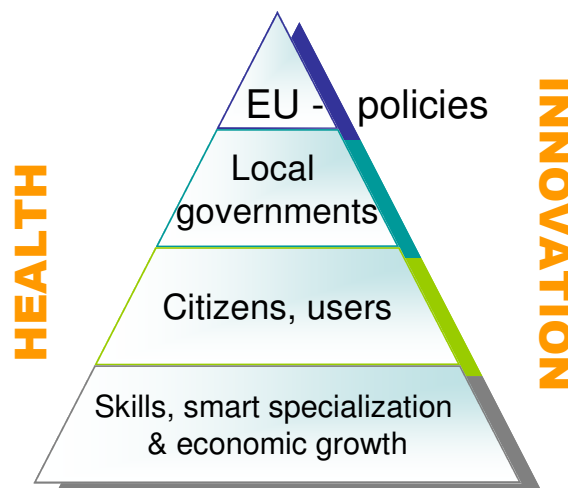 EU - policies
Local
governments
Citizens, users
Skills, smart specialization
& economic growth
HEALTH
INNOVATION